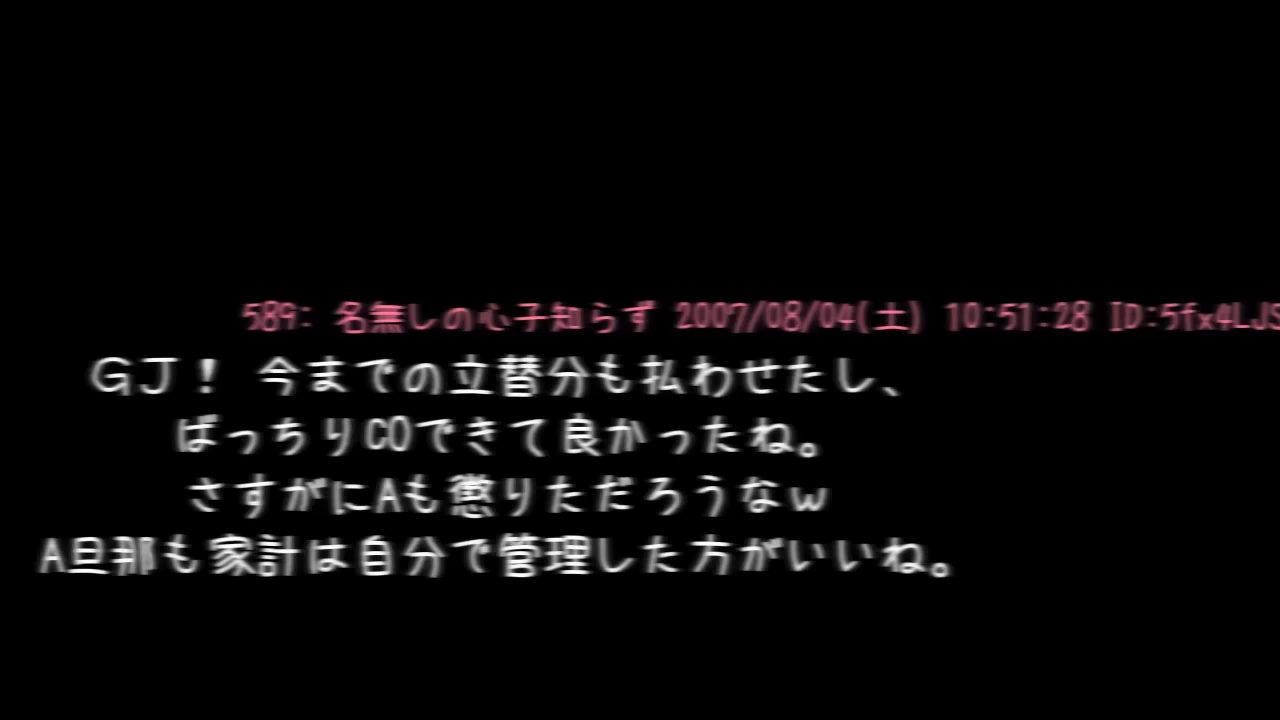 589: 名無しの心子知らず 2007/08/04(土) 10:51:28 ID:5fx4LJS
GJ！ 今までの立替分も払わせたし、
ばっちりCOできて良かったね。
さすがにAも懲りただろうなw
A旦那も家計は自分で管理した方がいいね。